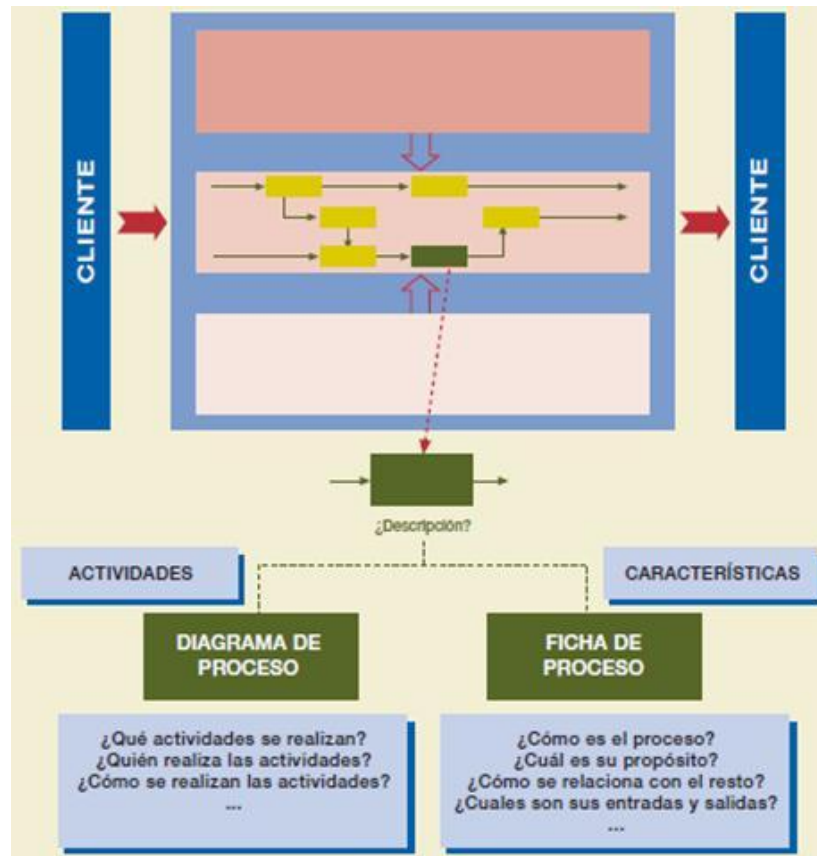 CLIENTE
CLIENTE
¿Descripción?
ACTIVIDADES
CARACTERÍSTICAS
DIAGRAMA DE
PROCESO
FICHA DE
PROCESO
¿Qué actividades se realizan?
¿Quién realiza las actividades?
¿Cómo se realizan las actividades?
...
¿Cómo es el proceso?
¿Cuál es su propósito?
¿Cómo se relaciona con el resto?
¿Cuales son sus entradas y salidas?
...